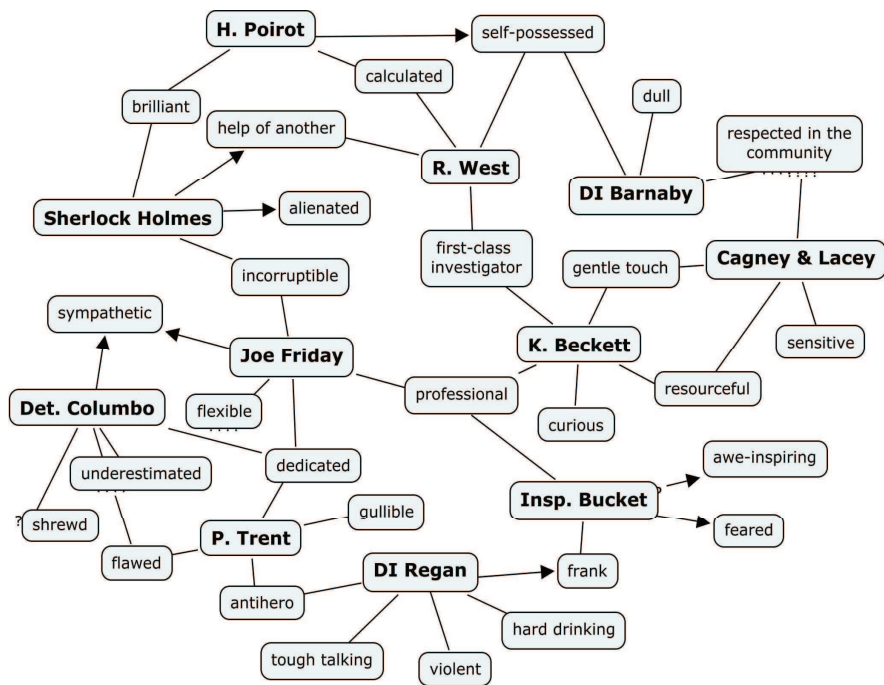 H. Poirot
self-possessed
calculated
brilliant
dull
help of another
respected in the
community
R. West
DI Barnaby
Sherlock Holmes
alienated
first-class
investigator
gentle touch
Cagney & Lacey
incorruptible
sympathetic
Joe Friday
K. Beckett
sensitive
professional
resourceful
Det. Columbo
flexible
curious
underestimated
dedicated
awe-inspiring
Insp. Bucket
?
?
shrewd
gullible
feared
P. Trent
flawed
DI Regan
frank
antihero
hard drinking
tough talking
violent